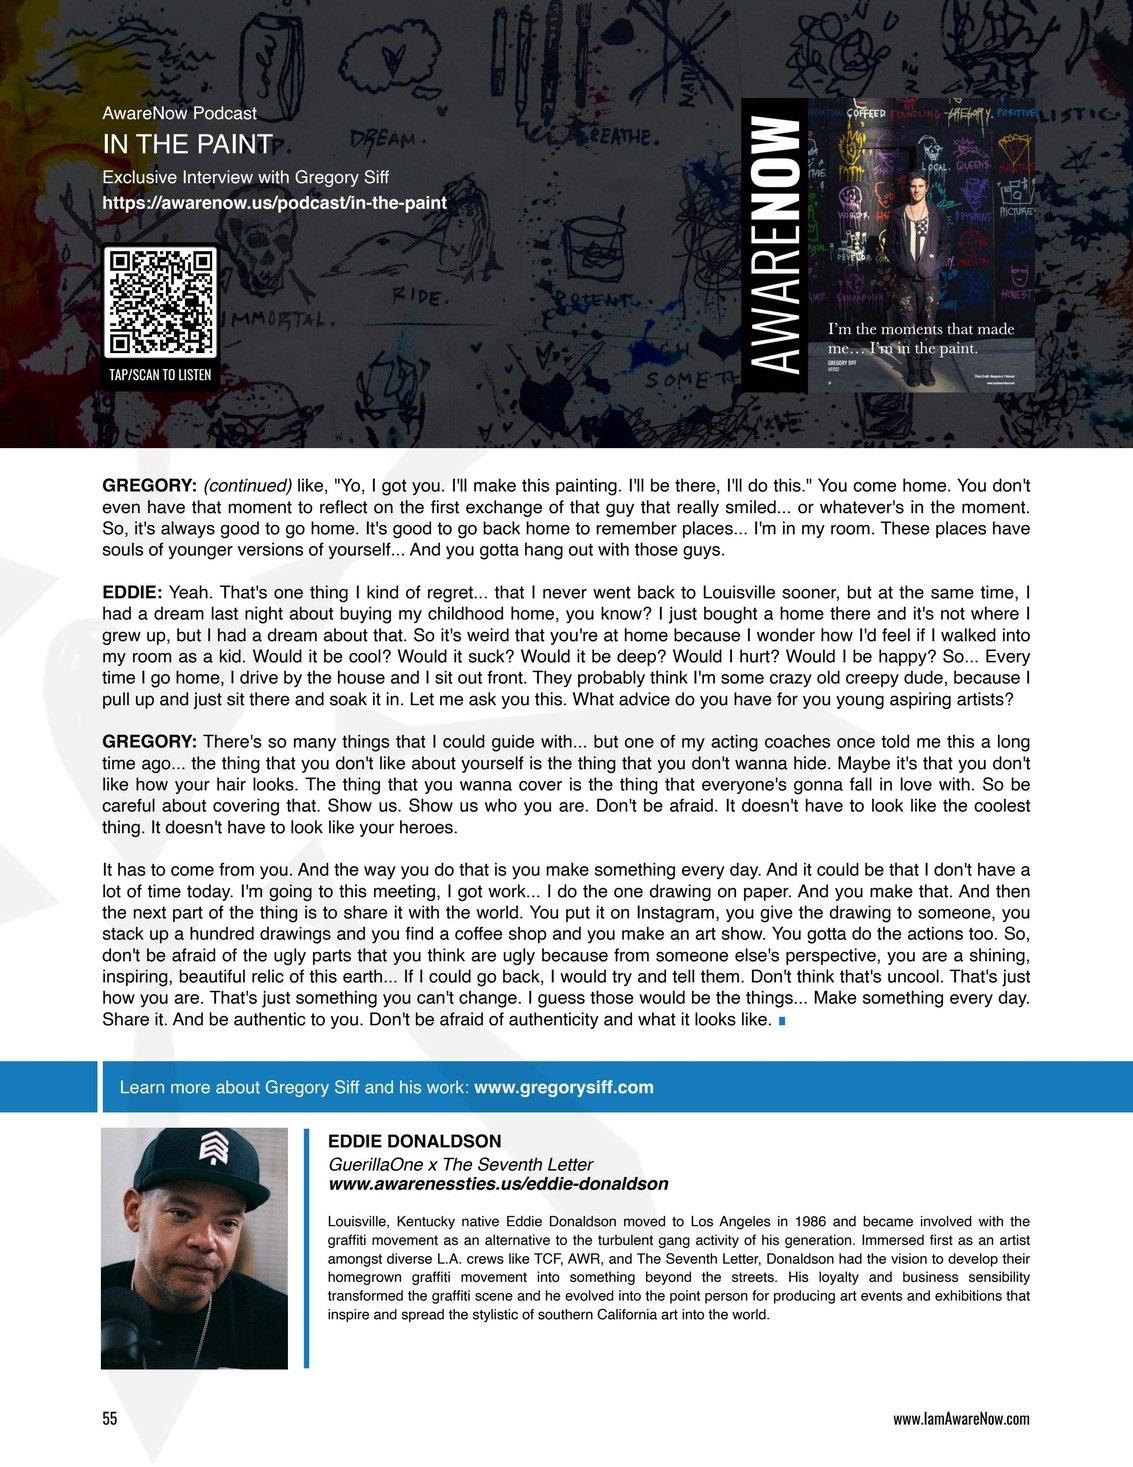 AwareNow Podcast
IN THE PAINT
Exclusive Interview with Gregory Siff
https://awarenow.us/podcast/in-the-paint
TAP/SCAN TO LISTEN
DREAM.
BREATHE.
RIDE.
IMMORTAL.
POTENT.
AWARENOW
COFFEED FOUNDLING GREGORY. POSITIVE
LOCAL. QUEENS.
PATH.
WORDS.
DIFFERENT PICTURE
DEVELOP.
HONEST
I'm the moments that made
me… I'm in the paint.
GREGORY SIFF
ARTIST
www.IamAwareNow.com
GREGORY: (continued) like, "Yo, I got you. I'll make this painting. I'll be there, I'll do this." You come home. You don't
even have that moment to reflect on the first exchange of that guy that really smiled... or whatever's in the moment.
So, it's always good to go home. It's good to go back home to remember places... I'm in my room. These places have
souls of younger versions of yourself... And you gotta hang out with those guys.
EDDIE: Yeah. That's one thing I kind of regret... that I never went back to Louisville sooner, but at the same time, I
had a dream last night about buying my childhood home, you know? I just bought a home there and it's not where I
grew up, but I had a dream about that. So it's weird that you're at home because I wonder how I'd feel if I walked into
my room as a kid. Would it be cool? Would it suck? Would it be deep? Would I hurt? Would I be happy? So... Every
time I go home, I drive by the house and I sit out front. They probably think I'm some crazy old creepy dude, because I
pull up and just sit there and soak it in. Let me ask you this. What advice do you have for you young aspiring artists?
GREGORY: There's so many things that I could guide with... but one of my acting coaches once told me this a long
time ago... the thing that you don't like about yourself is the thing that you don't wanna hide. Maybe it's that you don't
like how your hair looks. The thing that you wanna cover is the thing that everyone's gonna fall in love with. So be
careful about covering that. Show us. Show us who you are. Don't be afraid. It doesn't have to look like the coolest
thing. It doesn't have to look like your heroes.
It has to come from you. And the way you do that is you make something every day. And it could be that I don't have a
lot of time today. I'm going to this meeting, I got work... I do the one drawing on paper. And you make that. And then
the next part of the thing is to share it with the world. You put it on Instagram, you give the drawing to someone, you
stack up a hundred drawings and you find a coffee shop and you make an art show. You gotta do the actions too. So,
don't be afraid of the ugly parts that you think are ugly because from someone else's perspective, you are a shining,
inspiring, beautiful relic of this earth... If I could go back, I would try and tell them. Don't think that's uncool. That's just
how you are. That's just something you can't change. I guess those would be the things... Make something every day.
Share it. And be authentic to you. Don't be afraid of authenticity and what it looks like.
Learn more about Gregory Siff and his work: www.gregorysiff.com
EDDIE DONALDSON
GuerillaOne x The Seventh Letter
www.awarenessties.us/eddie-donaldson
Louisville, Kentucky native Eddie Donaldson moved to Los Angeles in 1986 and became involved with the
graffiti movement as an alternative to the turbulent gang activity of his generation. Immersed first as an artist
amongst diverse L.A. crews like TCF, AWR, and The Seventh Letter, Donaldson had the vision to develop their
homegrown graffiti movement into something beyond the streets. His loyalty and business sensibility
transformed the graffiti scene and he evolved into the point person for producing art events and exhibitions that
inspire and spread the stylistic of southern California art into the world.
55
www.IamAwareNow.com